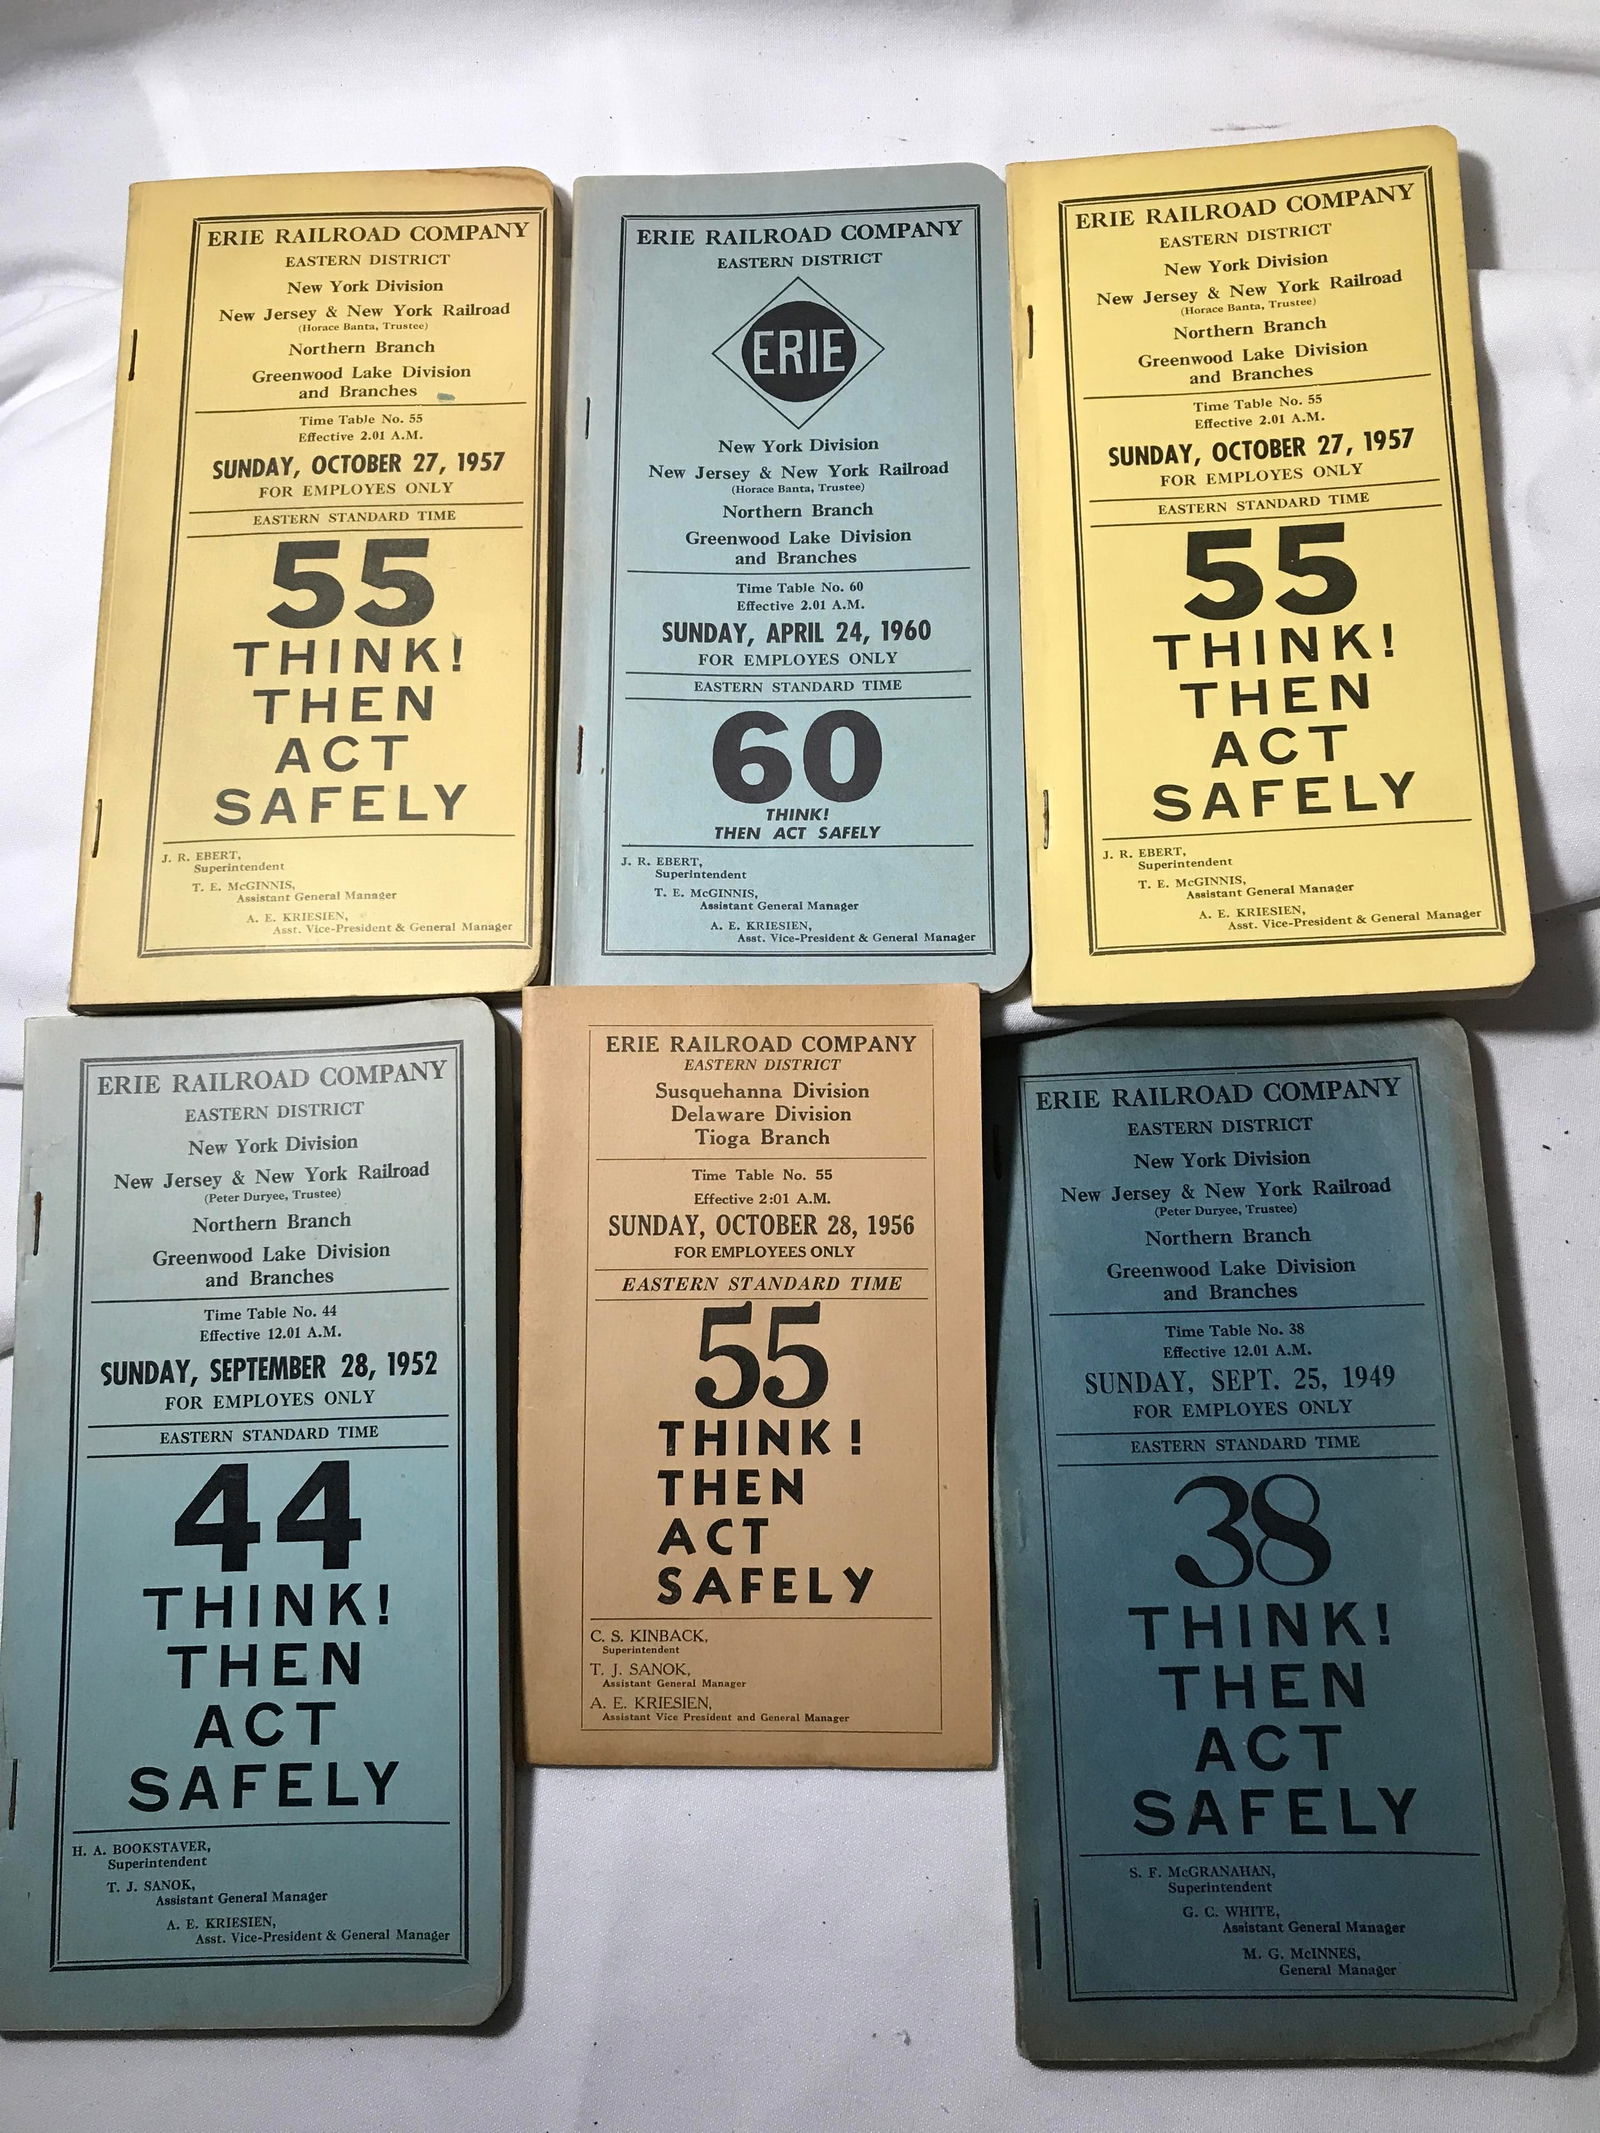 ERIE RAILROAD COMPANY
EASTERN DISTRICT
New York Division
New Jersey & New York Railroad
(Horace Banta, Trustee)
Northern Branch
Greenwood Lake Division
and Branches
Time Table No. 55
Effective 2.01 A.M.
SUNDAY, OCTOBER 27, 1957
FOR EMPLOYES ONLY
EASTERN STANDARD TIME
55
THINK!
THEN
ACT
SAFELY
J. R. EBERT,
Superintendent
T. E. McGINNIS,
Assistant General Manager
A. E. KRIESIEN,
Asst. Vice-President & General Manager
ERIE RAILROAD COMPANY
EASTERN DISTRICT
ERIE
New York Division
New Jersey & New York Railroad
(Horace Banta, Trustee)
Northern Branch
Greenwood Lake Division
and Branches
Time Table No. 60
Effective 2.01 A.M.
SUNDAY, APRIL 24, 1960
FOR EMPLOYES ONLY
EASTERN STANDARD TIME
60
THINK!
THEN ACT SAFELY
J. R. EBERT,
Superintendent
T. E. McGINNIS,
Assistant General Manager
A. E. KRIESIEN,
Asst. Vice-President & General Manager
ERIE RAILROAD COMPANY
EASTERN DISTRICT
New York Division
New Jersey & New York Railroad
(Horace Banta, Trustee)
Northern Branch
Greenwood Lake Division
and Branches
Time Table No. 55
Effective 2.01 A.M.
SUNDAY, OCTOBER 27, 1957
FOR EMPLOYES ONLY
EASTERN STANDARD TIME
55
THINK!
THEN
ACT
SAFELY
J. R. EBERT,
Superintendent
T. E. McGINNIS,
Assistant General Manager
A. E. KRIESIEN,
Asst. Vice-President & General Manager
ERIE RAILROAD COMPANY
EASTERN DISTRICT
New York Division
New Jersey & New York Railroad
(Peter Duryee, Trustee)
Northern Branch
Greenwood Lake Division
and Branches
Time Table No. 44
Effective 12.01 A.M.
SUNDAY, SEPTEMBER 28, 1952
FOR EMPLOYES ONLY
EASTERN STANDARD TIME
44
THINK!
THEN
ACT
SAFELY
H. A. BOOKSTAVER,
Superintendent
T. J. SANOK,
Assistant General Manager
A. E. KRIESIEN,
Asst. Vice-President & General Manager
ERIE RAILROAD COMPANY
EASTERN DISTRICT
Susquehanna Division
Delaware Division
Tioga Branch
Time Table No. 55
Effective 2:01 A.M.
SUNDAY, OCTOBER 28, 1956
FOR EMPLOYEES ONLY
EASTERN STANDARD TIME
55
THINK!
THEN
ACT
SAFELY
C. S. KINBACK,
Superintendent
T. J. SANOK,
Assistant General Manager
A. E. KRIESIEN,
Assistant Vice President and General Manager
ERIE RAILROAD COMPANY
EASTERN DISTRICT
New York Division
New Jersey & New York Railroad
(Peter Duryee, Trustee)
Northern Branch
Greenwood Lake Division
and Branches
Time Table No. 38
Effective 12.01 A.M.
SUNDAY, SEPT. 25, 1949
FOR EMPLOYES ONLY
EASTERN STANDARD TIME
38
THINK!
THEN
ACT
SAFELY
S. F. McGRANAHAN,
Superintendent
G. C. WHITE,
Assistant General Manager
M. G. McINNES,
General Manager